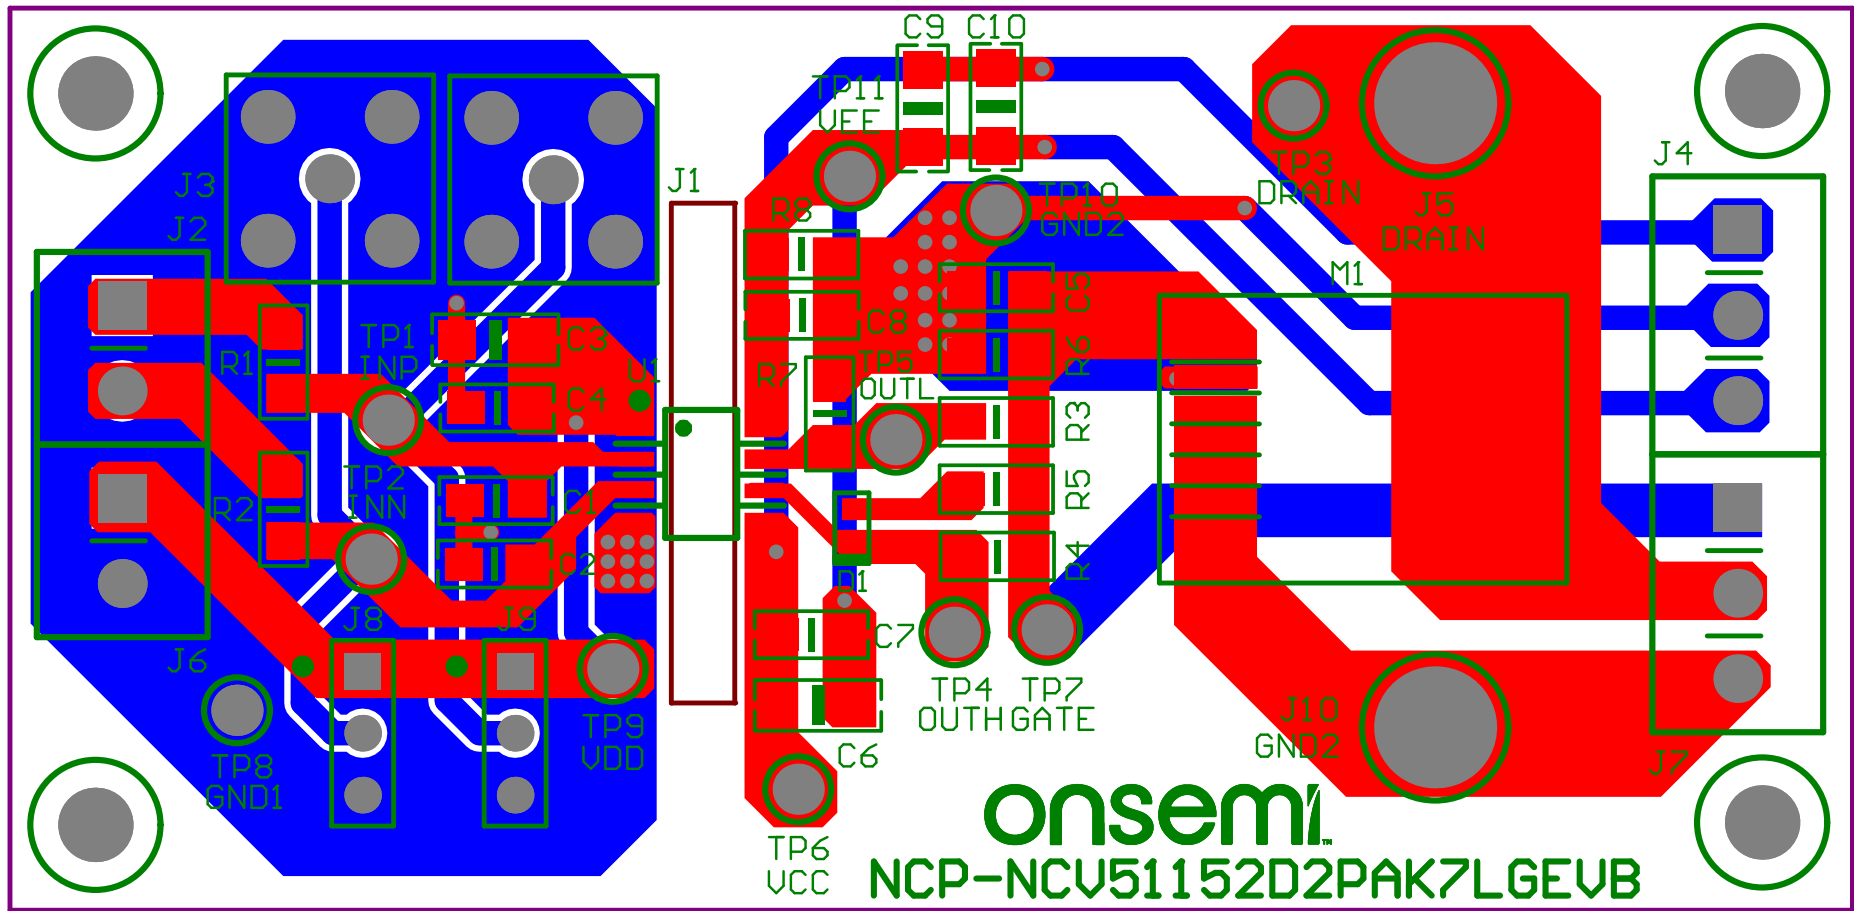 C9
C10
TP11
VEE
J3
J2
J1
R8
TP10
GND2
TP3
DRAIN
J5
DRAIN
J4
M1
C5
C8
R1
TP1
INP
C3
U1
R7
TP5
OUTL
R6
C4
R3
R2
TP2
INN
C1
R5
C2
D1
R4
J8
J9
C7
J6
TP9
VDD
TP4
OUTH
TP7
GATE
J10
GND2
TP8
GND1
C6
J7
TP6
VCC
onsemi™
NCP-NCV51152D2PAK7LGEVB